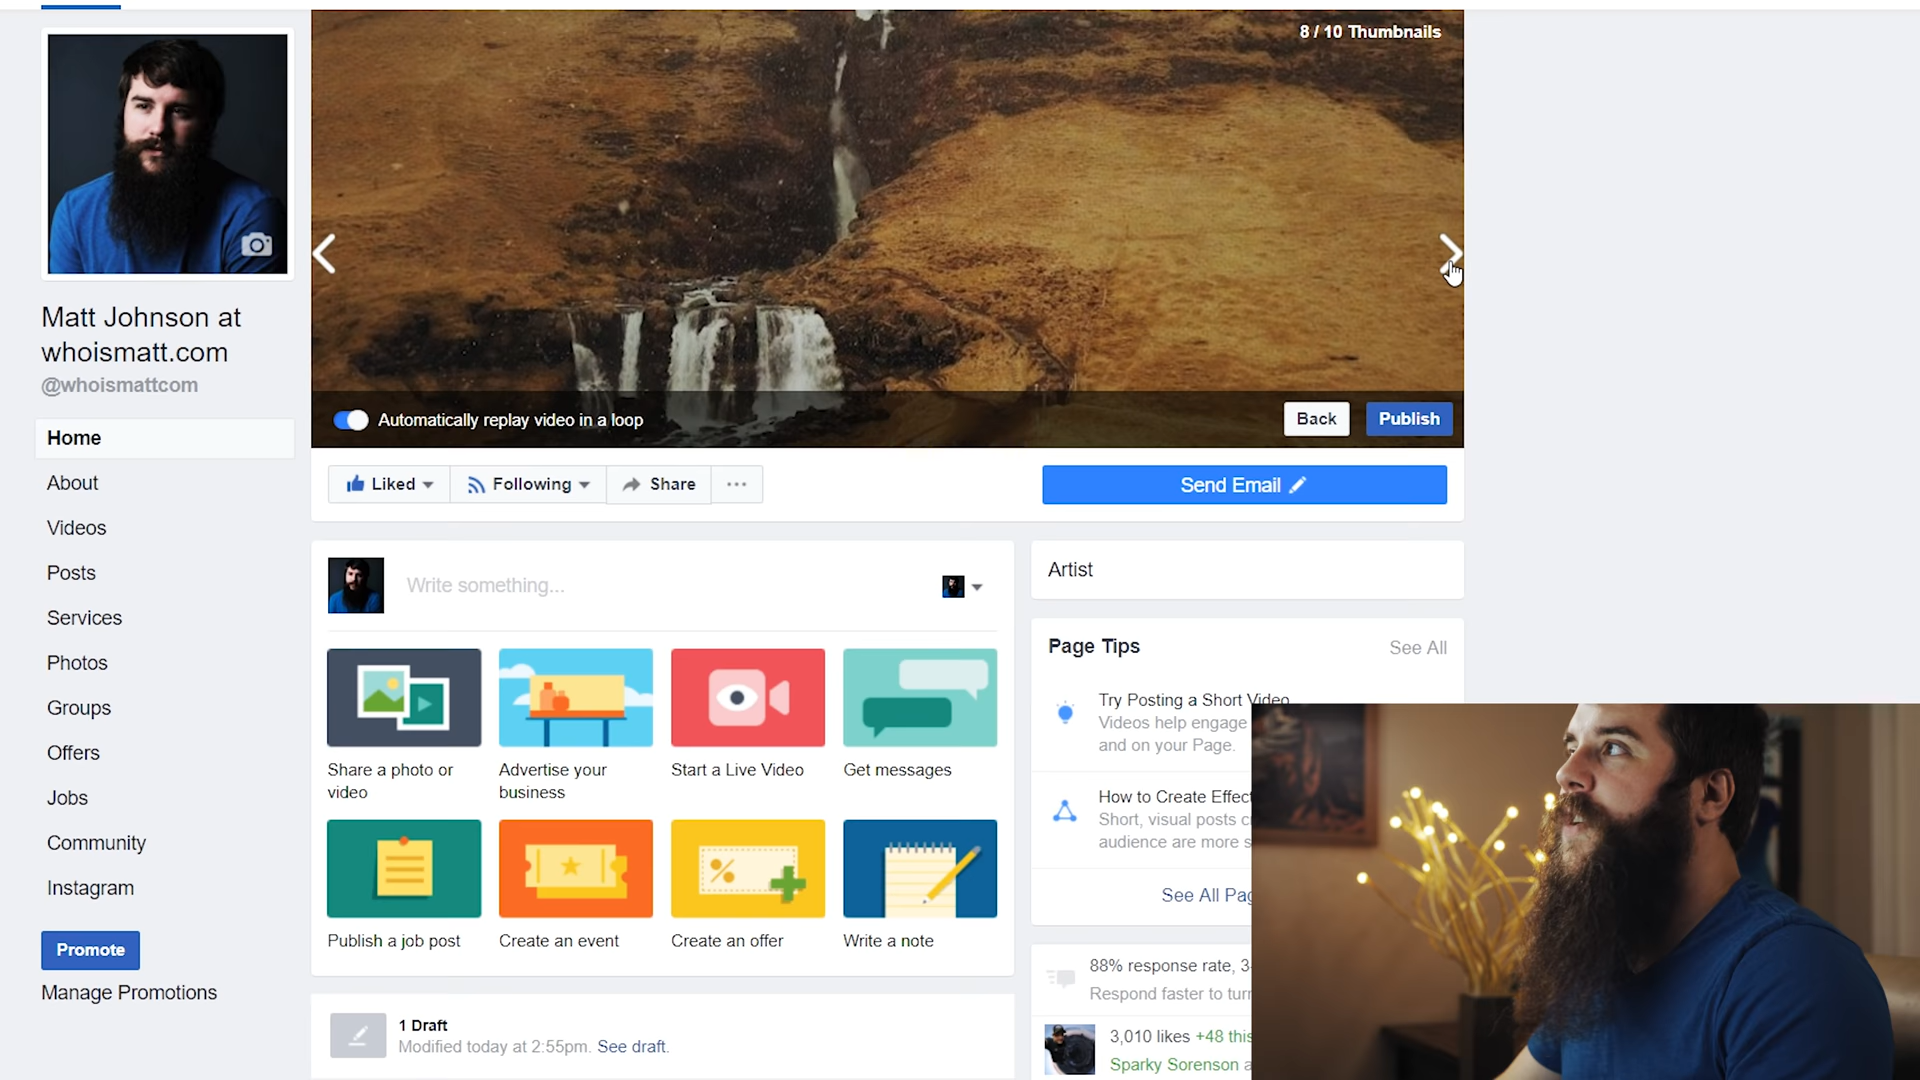 8 / 10 Thumbnails
Matt Johnson at
whoismatt.com
@whoismattcom
Home
About
Videos
Posts
Services
Photos
Groups
Offers
Jobs
Community
Instagram
Promote
Manage Promotions
Automatically replay video in a loop
Back
Publish
Liked
Following
Share
Send Email
Write something...
Share a photo or
video
Advertise your
business
Start a Live Video
Get messages
Publish a job post
Create an event
Create an offer
Write a note
1 Draft
Modified today at 2:55pm. See draft.
Artist
Page Tips
See All
Try Posting a Short Video
Videos help engage
and on your Page.
How to Create Effect
Short, visual posts
audience are more
See All
88% response rate,
Respond faster to
3,010 likes +48
Sparky Sorenson